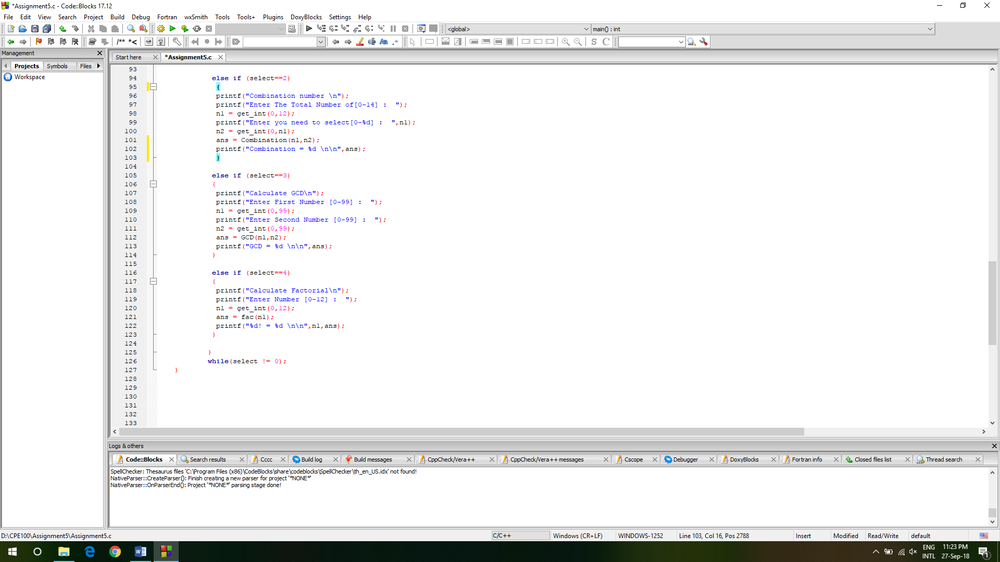 *Assignment5.c - Code::Blocks 17.12
File Edit View Search Project Build Debug Fortran wxSmith Tools Tools+ Plugins DoxyBlocks Settings Help
<global> main() : int
/** *<
Aa .* S C
Management
Start here *Assignment5.c
Projects Symbols Files
Workspace
93
94 else if (select==2)
95 {
96 printf("Combination number \n");
97 printf("Enter The Total Number of[0-14] :  ");
98 n1 = get_int(0,12);
99 printf("Enter you need to select[0-%d] :  ",n1);
100 n2 = get_int(0,n1);
101 ans = Combination(n1,n2);
102 printf("Combination = %d \n\n",ans);
103 }
104
105 else if (select==3)
106 {
107 printf("Calculate GCD\n");
108 printf("Enter First Number [0-99] :  ");
109 n1 = get_int(0,99);
110 printf("Enter Second Number [0-99] :  ");
111 n2 = get_int(0,99);
112 ans = GCD(n1,n2);
113 printf("GCD = %d \n\n",ans);
114 }
115
116 else if (select==4)
117 {
118 printf("Calculate Factorial\n");
119 printf("Enter Number [0-12] :  ");
120 n1 = get_int(0,12);
121 ans = fac(n1);
122 printf("%d! = %d \n\n",n1,ans);
123 }
124
125 }
126 while(select != 0);
127 }
128
129
130
131
132
133
Logs & others
Code::Blocks Search results Cccc Build log Build messages CppCheck/Vera++ CppCheck/Vera++ messages Cscope Debugger DoxyBlocks Fortran info Closed files list Thread search
SpellChecker: Thesaurus files 'C:\Program Files (x86)\CodeBlocks\share\codeblocks\SpellChecker\th_en_US.idx' not found!
NativeParser::CreateParser(): Finish creating a new parser for project '*NONE*'
NativeParser::OnParserEnd(): Project '*NONE*' parsing stage done!
D:\CPE100\Assignment5\Assignment5.c C/C++ Windows (CR+LF) WINDOWS-1252 Line 103, Col 16, Pos 2788 Insert Modified Read/Write default
ENG 11:23 PM
INTL 27-Sep-18 1